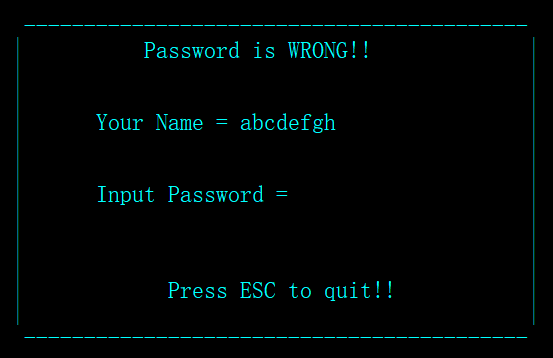 Password is WRONG!!
Your Name = abcdefgh
Input Password =
Press ESC to quit!!